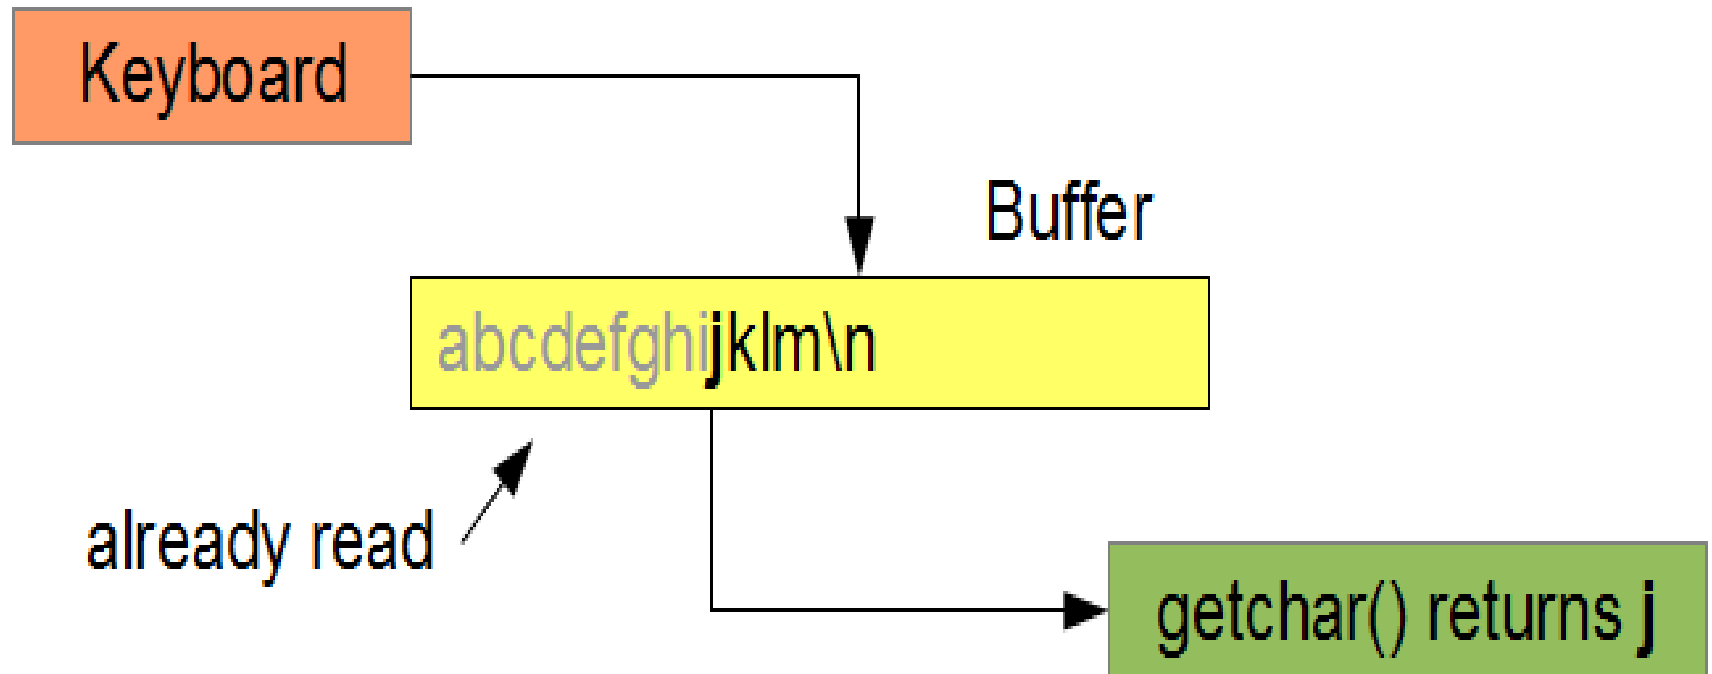 Keyboard
Buffer
abcdefghijklm\n
already read
getchar() returns j